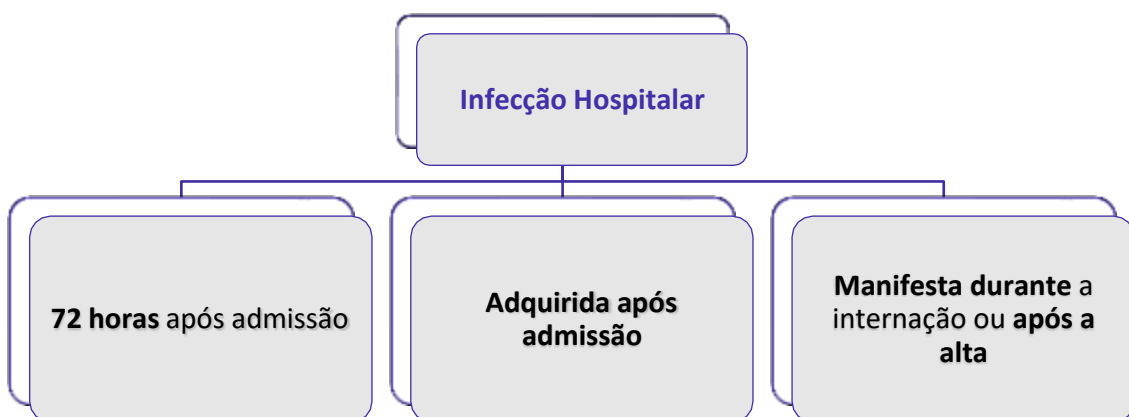 Infecção Hospitalar
72 horas após admissão
Adquirida após
admissão
Manifesta durante a
internação ou após a
alta